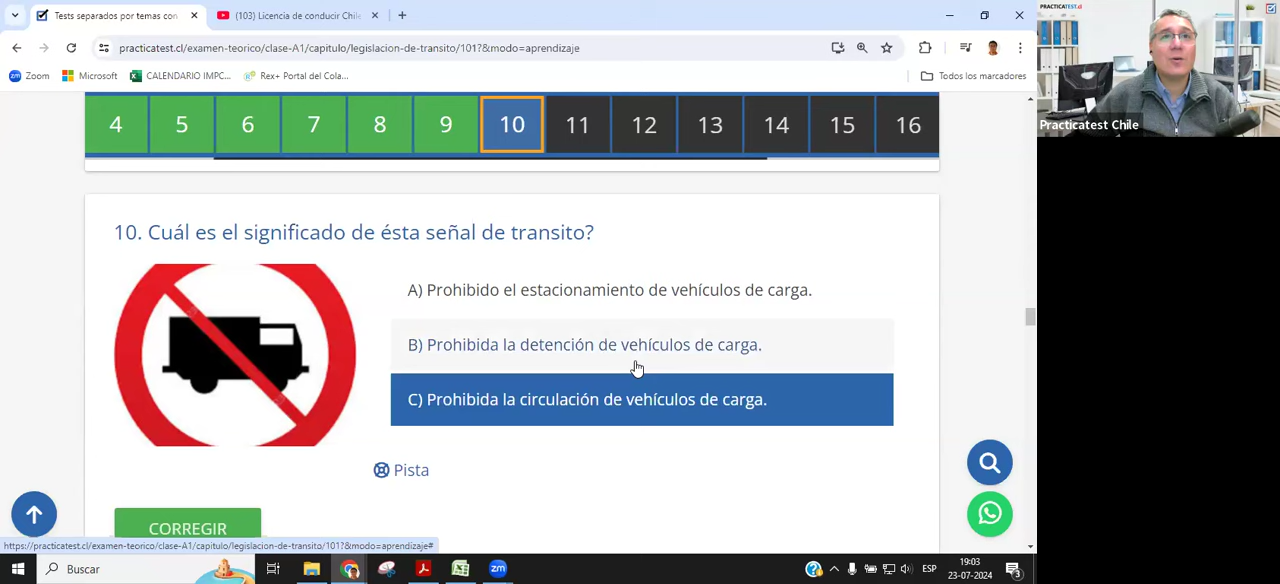 Tests separados por temas con
(103) Licencia de conducir
practicatest.cl/examen-teorico/clase-A1/capitulo/legislacion-de-transito/101?&modo=aprendizaje
Zoom
Microsoft
CALENDARIO IMPC...
Rex+ Portal del Cola...
Todos los marcadores
PRACTICATEST.cl
Practicatest Chile
4 5 6 7 8 9 10 11 12 13 14 15 16
10. Cuál es el significado de ésta señal de transito?
A) Prohibido el estacionamiento de vehículos de carga.
B) Prohibida la detención de vehículos de carga.
C) Prohibida la circulación de vehículos de carga.
Pista
CORREGIR
https://practicatest.cl/examen-teorico/clase-A1/capitulo/legislacion-de-transito/101?&modo=aprendizaje#
Buscar
ESP
19:03
23-07-2024
3